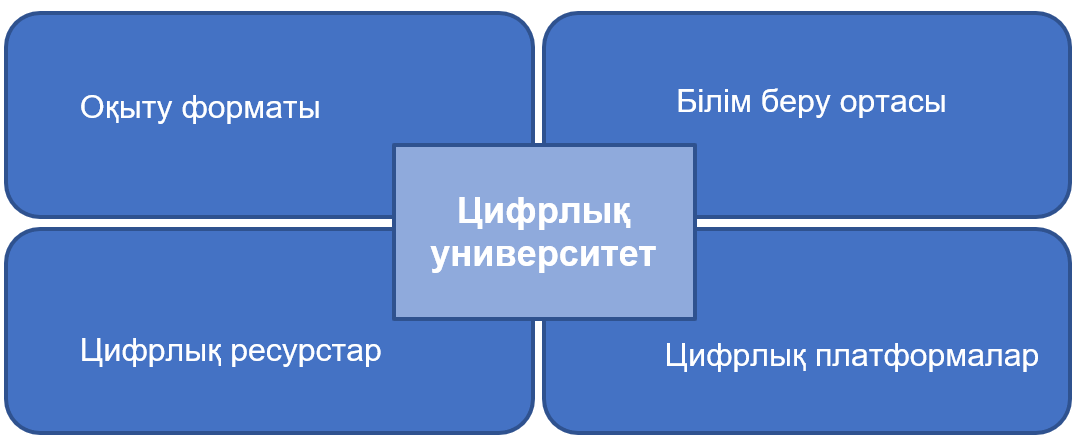 Оқыту форматы
Білім беру ортасы
Цифрлық
университет
Цифрлық ресурстар
Цифрлық платформалар